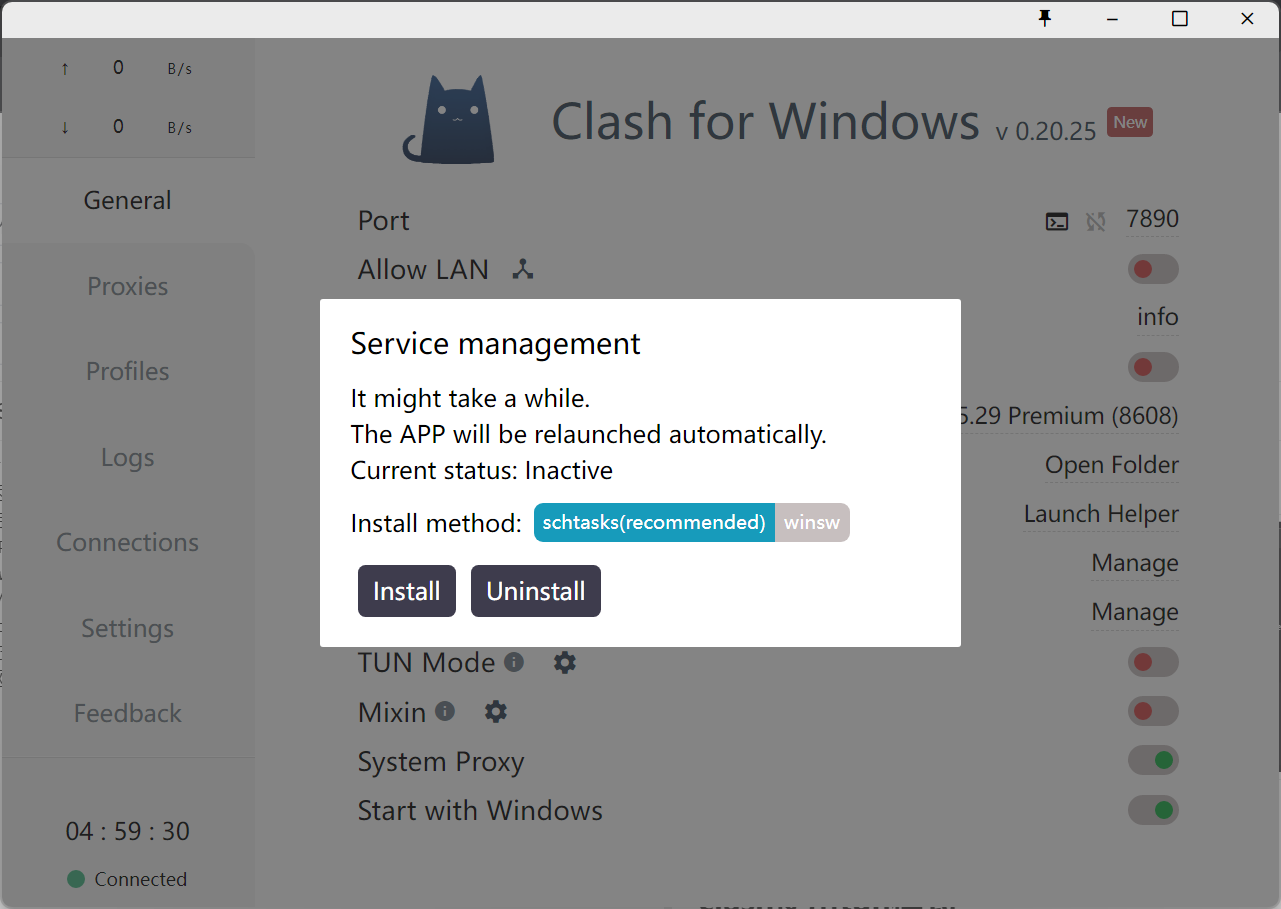 ↑ 0 B/s
↓ 0 B/s
General
Proxies
Profiles
Logs
Connections
Settings
Feedback
04 : 59 : 30
Connected
Clash for Windows v 0.20.25 New
Port 7890
Allow LAN
info
5.29 Premium (8608)
Open Folder
Launch Helper
Manage
Manage
Service management
It might take a while.
The APP will be relaunched automatically.
Current status: Inactive
Install method: schtasks(recommended) winsw
Install Uninstall
TUN Mode
Mixin
System Proxy
Start with Windows